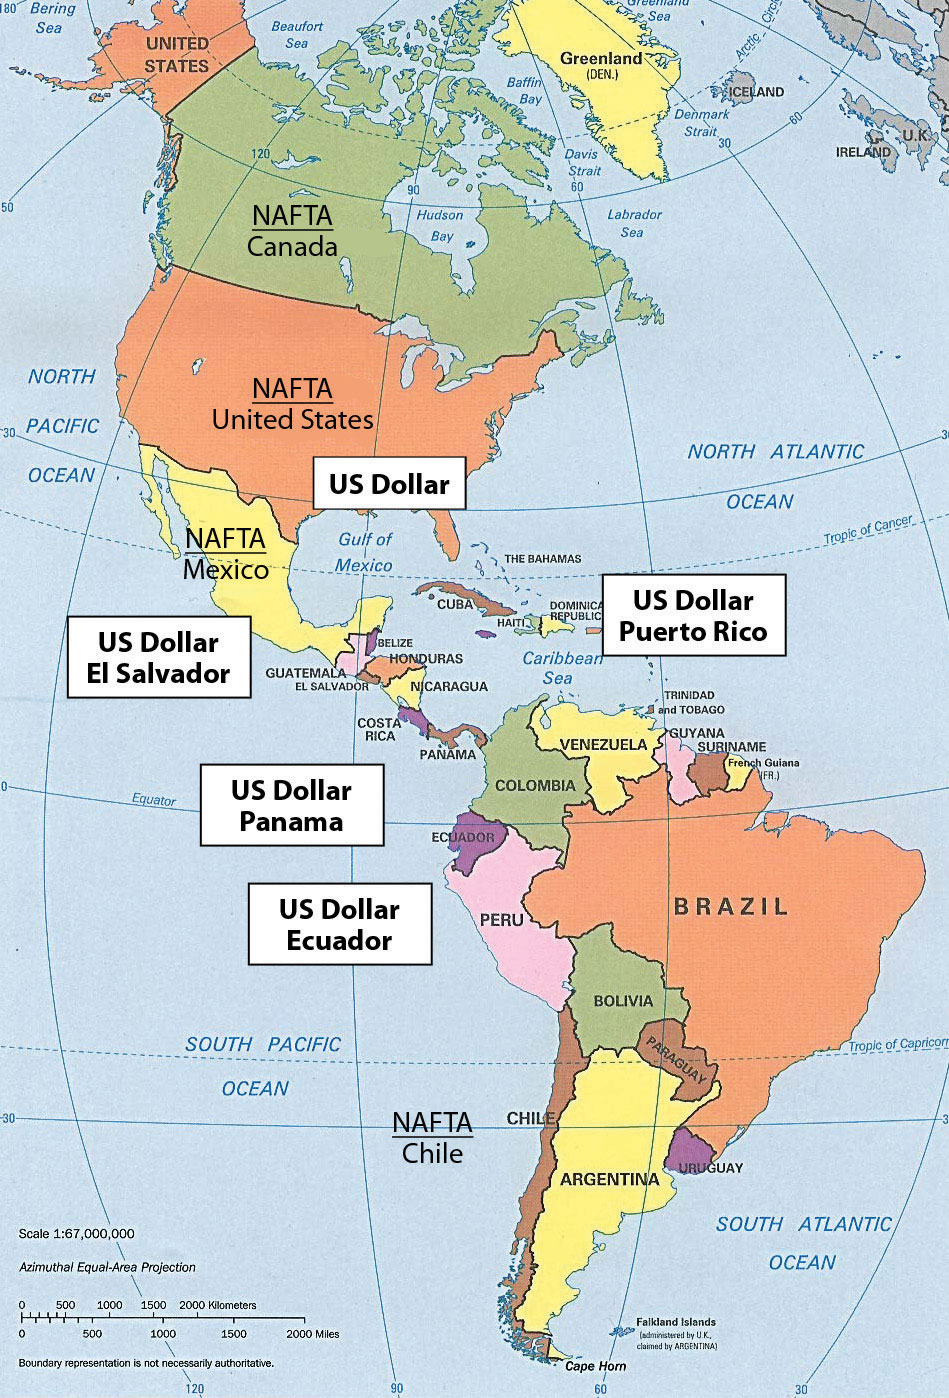 180
Bering
Sea
Beaufort
Sea
Greenland
Sea
Arctic Circle
UNITED
STATES
Greenland
(DEN.)
Baffin
Bay
ICELAND
Denmark
Strait
60
U.K.
IRELAND
30
120
Davis
Strait
60
90
50
NAFTA
Canada
Hudson
Bay
Labrador
Sea
NORTH
PACIFIC
OCEAN
30
NAFTA
United States
US Dollar
NORTH ATLANTIC
OCEAN
Tropic of Cancer
NAFTA
Mexico
Gulf of
Mexico
THE BAHAMAS
CUBA
HAITI
DOMINICA
REPUBLIC
US Dollar
Puerto Rico
US Dollar
El Salvador
BELIZE
HONDURAS
GUATEMALA
EL SALVADOR
NICARAGUA
Caribbean
Sea
COSTA
RICA
PANAMA
TRINIDAD
and TOBAGO
VENEZUELA
GUYANA
SURINAME
French Guiana
(FR.)
COLOMBIA
0
Equator
US Dollar
Panama
ECUADOR
US Dollar
Ecuador
PERU
BRAZIL
BOLIVIA
SOUTH PACIFIC
OCEAN
PARAGUAY
Tropic of Capricorn
30
NAFTA
Chile
CHILE
ARGENTINA
URUGUAY
SOUTH ATLANTIC
OCEAN
Scale 1:67,000,000
Azimuthal Equal-Area Projection
0 500 1000 1500 2000 Kilometers
0 500 1000 1500 2000 Miles
Boundary representation is not necessarily authoritative.
Falkland Islands
(administered by U.K.,
claimed by ARGENTINA)
Cape Horn
120
90
60
30